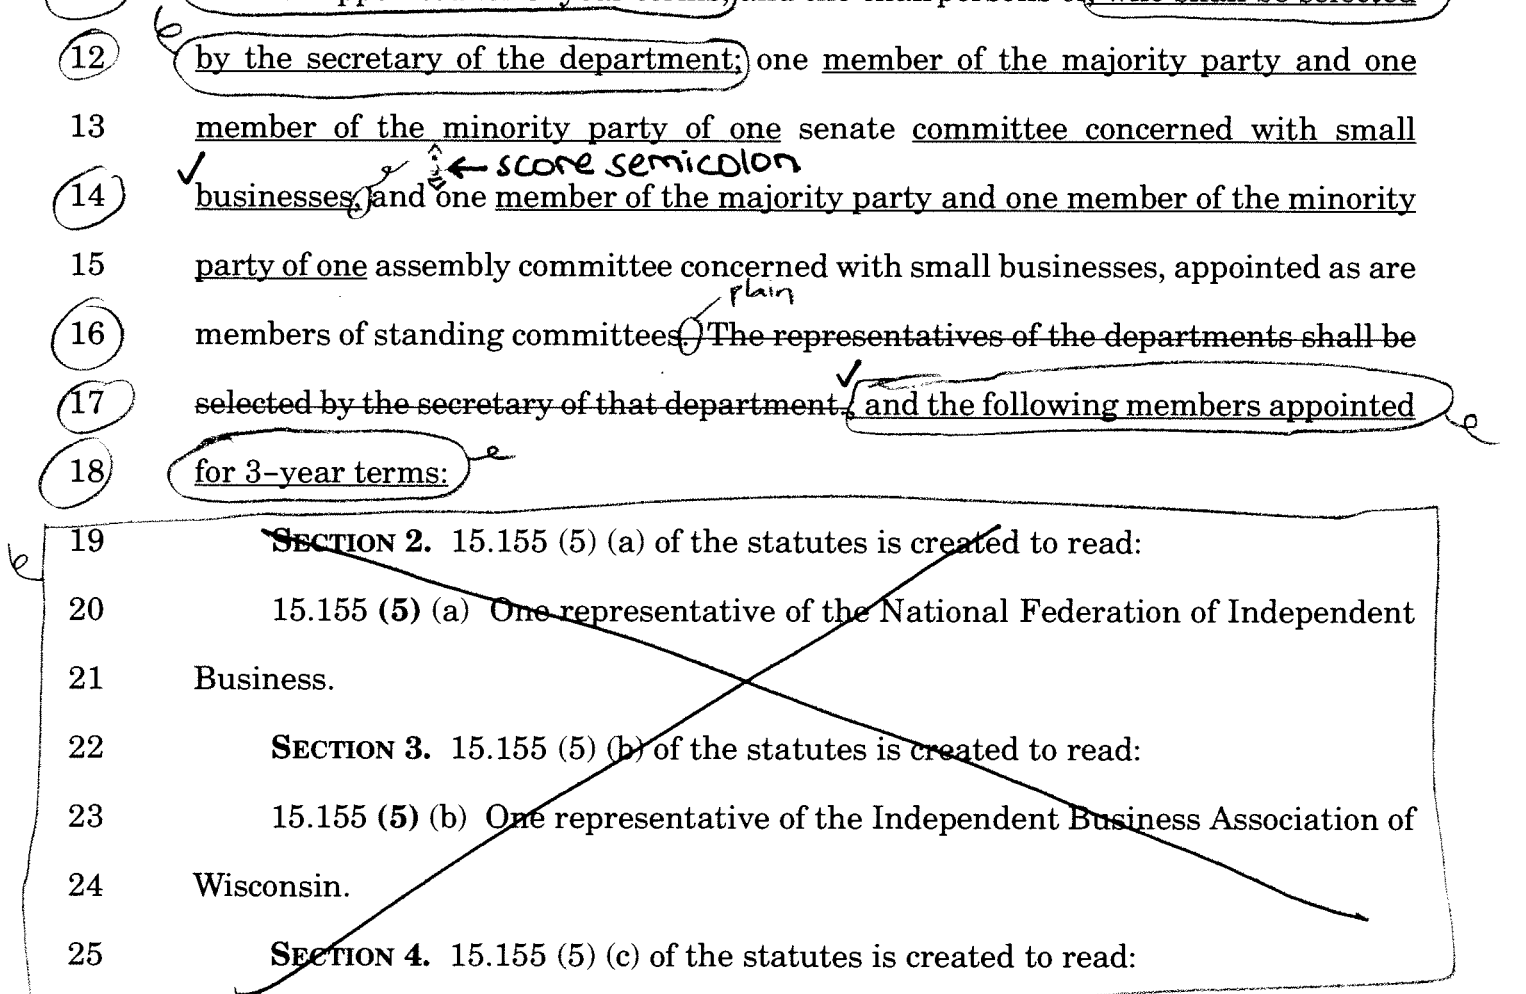 who shall be selected
12 by the secretary of the department; one member of the majority party and one
13 member of the minority party of one senate committee concerned with small
← score semicolon
14 businesses, and one member of the majority party and one member of the minority
15 party of one assembly committee concerned with small businesses, appointed as are
plain
16 members of standing committees. The representatives of the departments shall be
17 selected by the secretary of that department, and the following members appointed
18 for 3–year terms:
19 SECTION 2. 15.155 (5) (a) of the statutes is created to read:
20 15.155 (5) (a) One representative of the National Federation of Independent
21 Business.
22 SECTION 3. 15.155 (5) (b) of the statutes is created to read:
23 15.155 (5) (b) One representative of the Independent Business Association of
24 Wisconsin.
25 SECTION 4. 15.155 (5) (c) of the statutes is created to read: